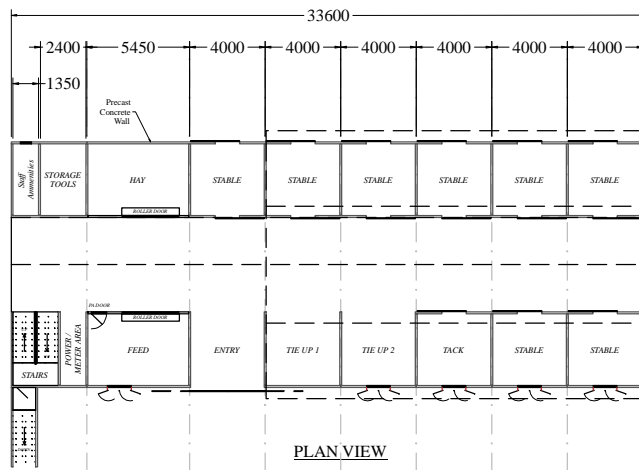 33600
2400 5450 4000 4000 4000 4000 4000 4000
1350
Precast
Concrete
Wall
Staff
Ammenities
STORAGE
TOOLS
HAY
STABLE
STABLE
STABLE
STABLE
STABLE
STABLE
ROLLER DOOR
PA DOOR
ROLLER DOOR
POWER /
METER AREA
FEED
ENTRY
TIE UP 1
TIE UP 2
TACK
STABLE
STABLE
STAIRS
PLAN VIEW